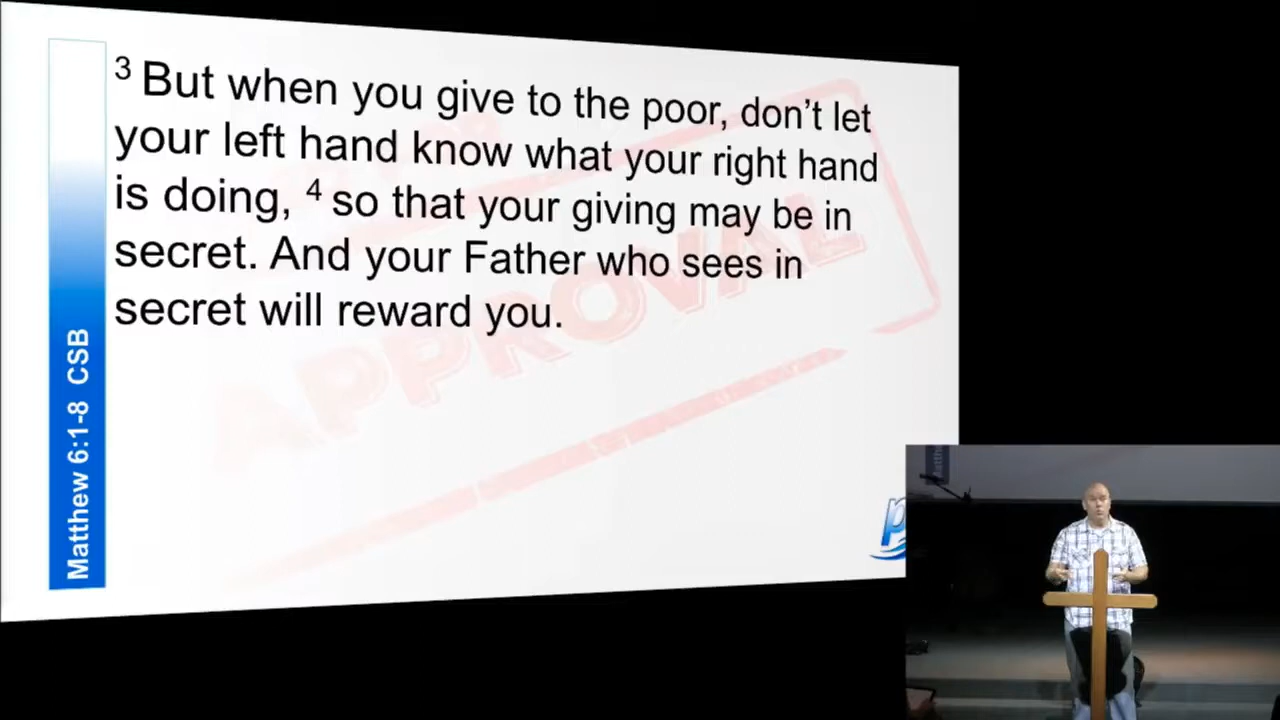 3 But when you give to the poor, don't let
your left hand know what your right hand
is doing, 4 so that your giving may be in
secret. And your Father who sees in
secret will reward you.
APPROVAL
Matthew 6:1-8 CSB